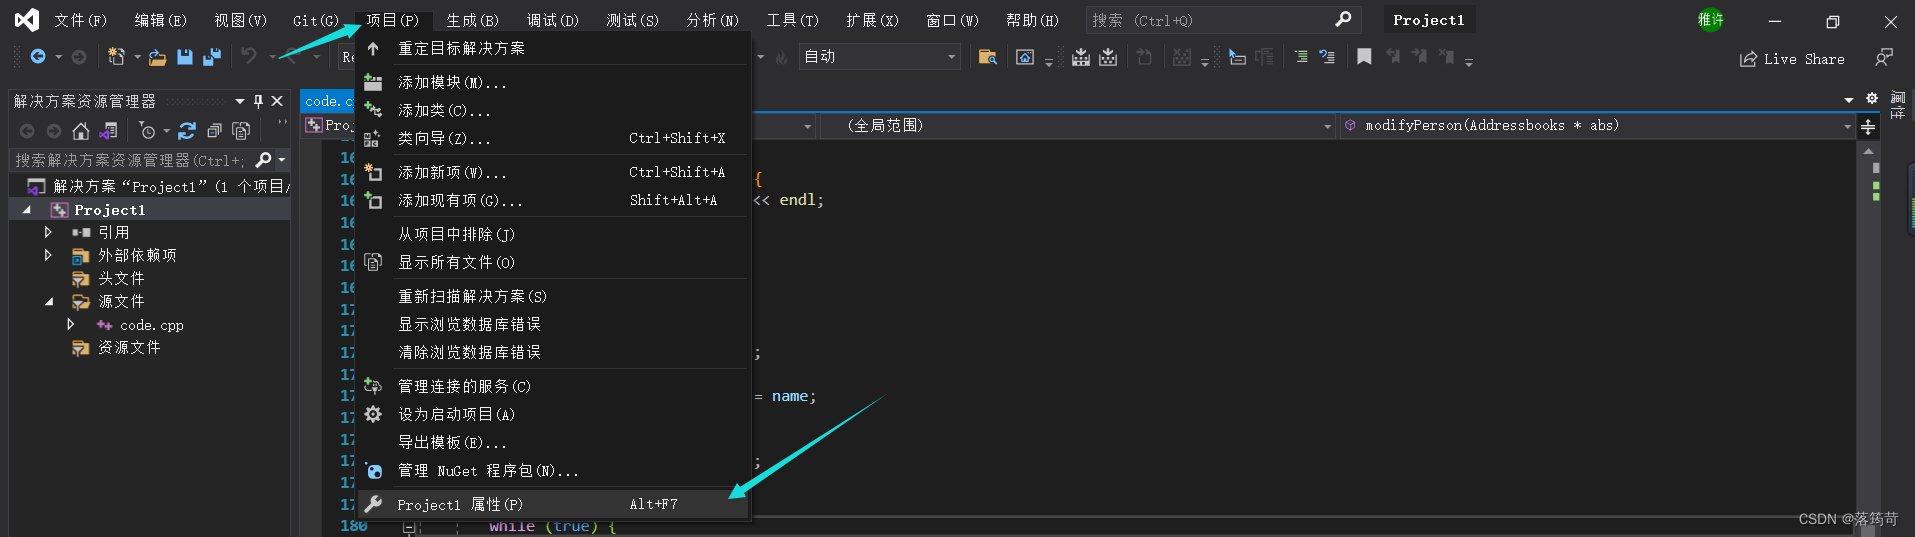 文件(F) 编辑(E) 视图(V) Git(G) 项目(P) 生成(B) 调试(D) 测试(S) 分析(N) 工具(T) 扩展(X) 窗口(W) 帮助(H) 搜索 (Ctrl+Q) Project1 雅许
Re 自动 Live Share
解决方案资源管理器
搜索解决方案资源管理器(Ctrl+;
解决方案“Project1”(1 个项目
Project1
引用
外部依赖项
头文件
源文件
code.cpp
资源文件
重定目标解决方案
添加模块(M)...
添加类(C)...
类向导(Z)... Ctrl+Shift+X
添加新项(W)... Ctrl+Shift+A
添加现有项(G)... Shift+Alt+A
从项目中排除(J)
显示所有文件(O)
重新扫描解决方案(S)
显示浏览数据库错误
清除浏览数据库错误
管理连接的服务(C)
设为启动项目(A)
导出模板(E)...
管理 NuGet 程序包(N)...
Project1 属性(P) Alt+F7
code.c
Proj (全局范围) modifyPerson(Addressbooks * abs)
属性
{
<< endl;
;
= name;
;
180 while (true) {
CSDN @落筠苛